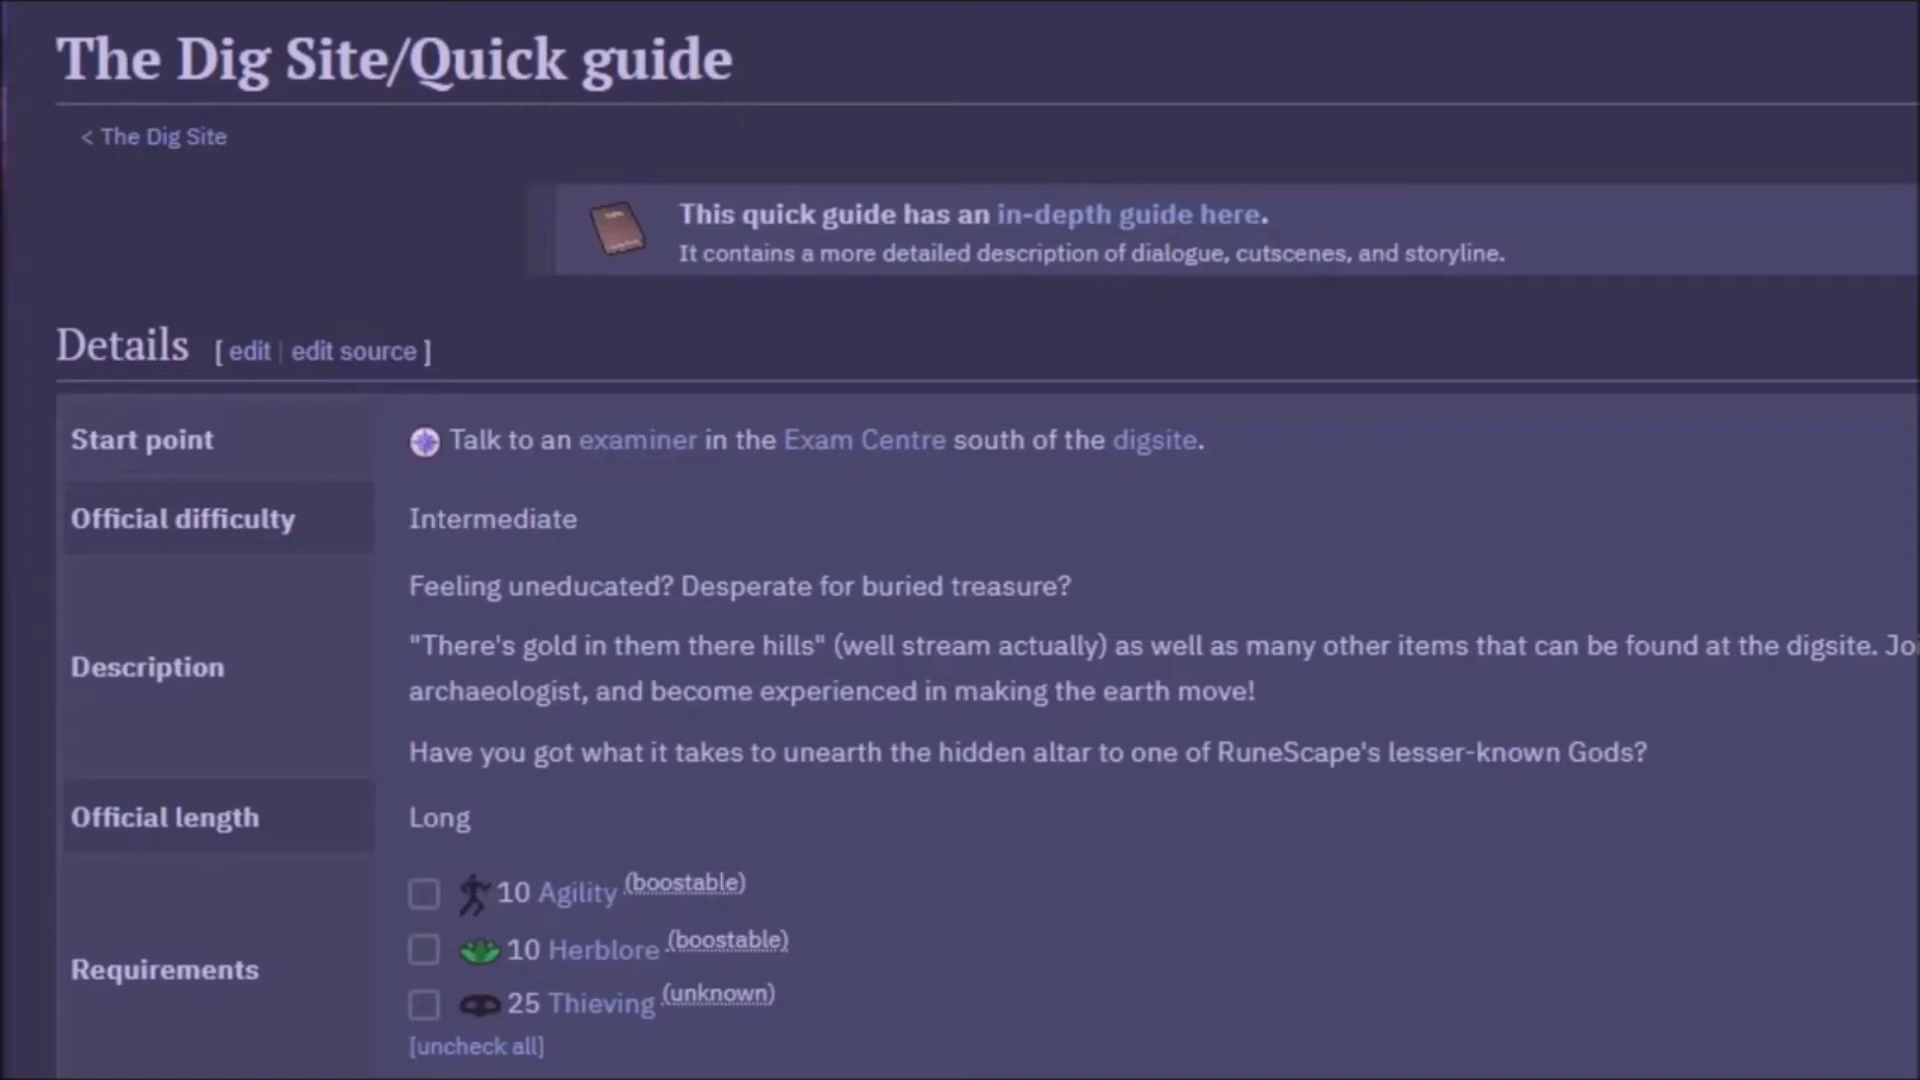 The Dig Site/Quick guide
< The Dig Site
This quick guide has an in-depth guide here.
It contains a more detailed description of dialogue, cutscenes, and storyline.
Details [ edit | edit source ]
Start point Talk to an examiner in the Exam Centre south of the digsite.
Official difficulty Intermediate
Feeling uneducated? Desperate for buried treasure?
"There's gold in them there hills" (well stream actually) as well as many other items that can be found at the digsite.
Description
archaeologist, and become experienced in making the earth move!
Have you got what it takes to unearth the hidden altar to one of RuneScape's lesser-known Gods?
Official length Long
10 Agility (boostable)
10 Herblore (boostable)
Requirements
25 Thieving (unknown)
[uncheck all]